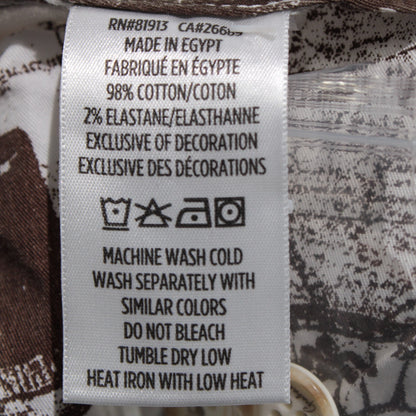 RN#81913 CA#26689
MADE IN EGYPT
FABRIQUÉ EN ÉGYPTE
98% COTTON/COTON
2% ELASTANE/ELASTHANNE
EXCLUSIVE OF DECORATION
EXCLUSIVE DES DÉCORATIONS
MACHINE WASH COLD
WASH SEPARATELY WITH
SIMILAR COLORS
DO NOT BLEACH
TUMBLE DRY LOW
HEAT IRON WITH LOW HEAT